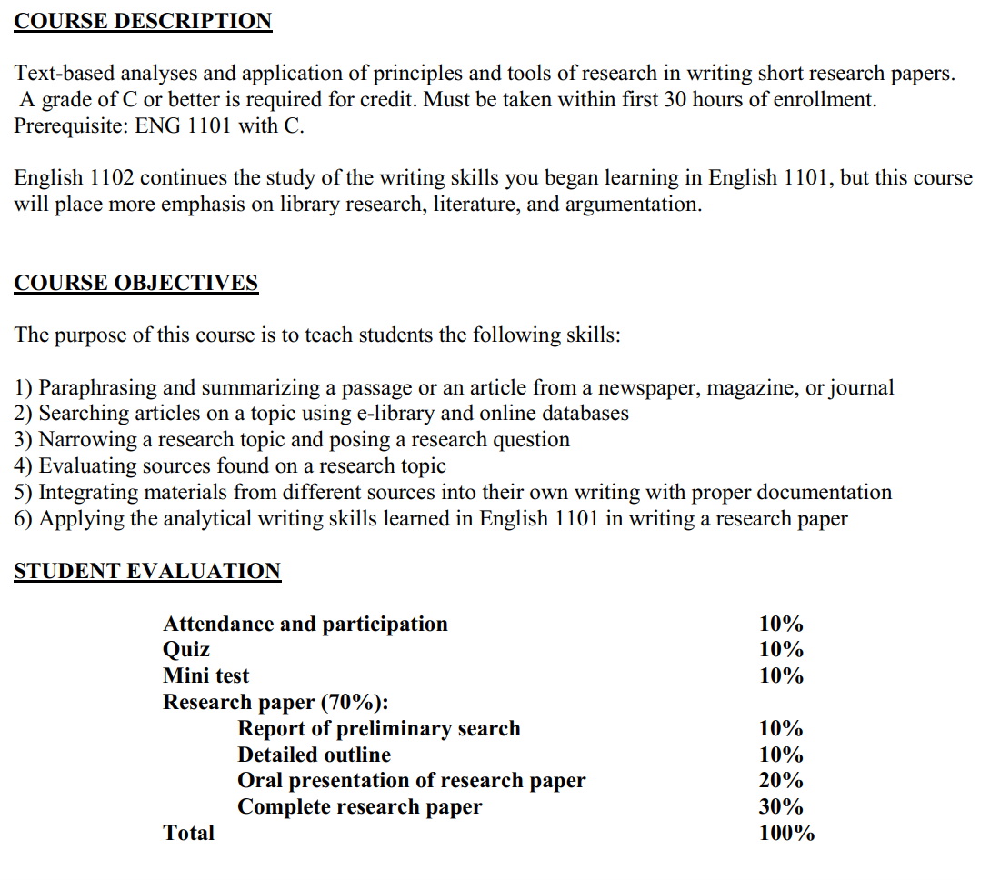 COURSE DESCRIPTION
Text-based analyses and application of principles and tools of research in writing short research papers.
A grade of C or better is required for credit. Must be taken within first 30 hours of enrollment.
Prerequisite: ENG 1101 with C.
English 1102 continues the study of the writing skills you began learning in English 1101, but this course
will place more emphasis on library research, literature, and argumentation.
COURSE OBJECTIVES
The purpose of this course is to teach students the following skills:
1) Paraphrasing and summarizing a passage or an article from a newspaper, magazine, or journal
2) Searching articles on a topic using e-library and online databases
3) Narrowing a research topic and posing a research question
4) Evaluating sources found on a research topic
5) Integrating materials from different sources into their own writing with proper documentation
6) Applying the analytical writing skills learned in English 1101 in writing a research paper
STUDENT EVALUATION
Attendance and participation 10%
Quiz 10%
Mini test 10%
Research paper (70%):
Report of preliminary search 10%
Detailed outline 10%
Oral presentation of research paper 20%
Complete research paper 30%
Total 100%